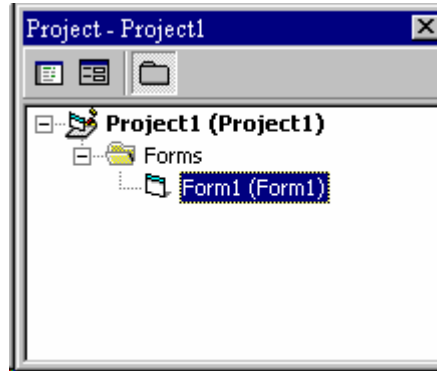 Project - Project1
Project1 (Project1)
Forms
Form1 (Form1)